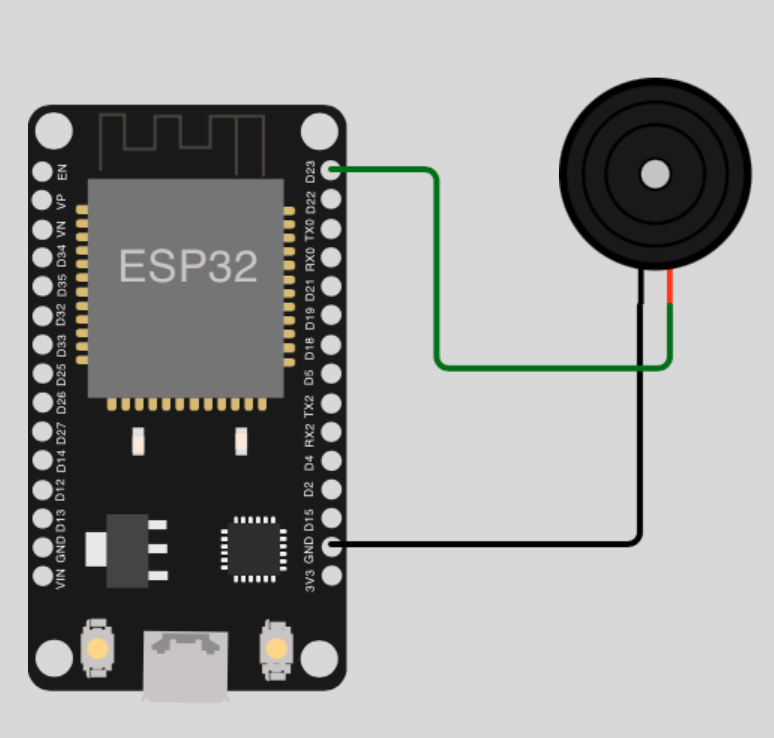 ESP32
EN
VP
VN
D34
D35
D32
D33
D25
D26
D27
D14
D12
D13
GND
VIN
D23
D22
TX0
RX0
D21
D19
D18
D5
TX2
RX2
D4
D2
D15
GND
3V3